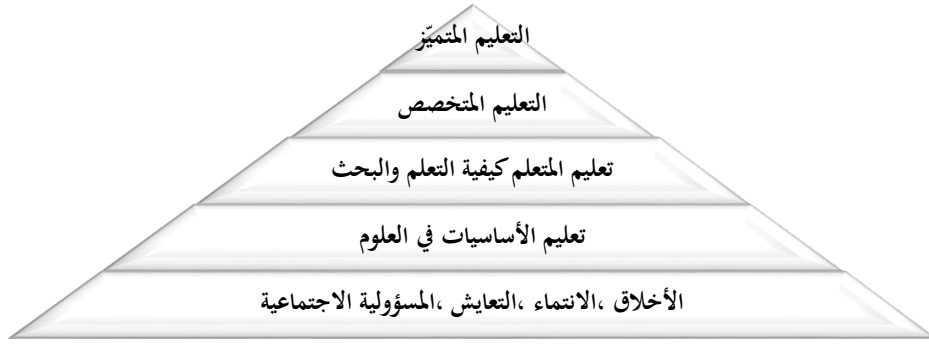 التعليم المتميّز
التعليم المتخصص
تعليم المتعلم كيفية التعلم والبحث
تعليم الأساسيات في العلوم
الأخلاق ،الانتماء ،التعايش ،المسؤولية الاجتماعية